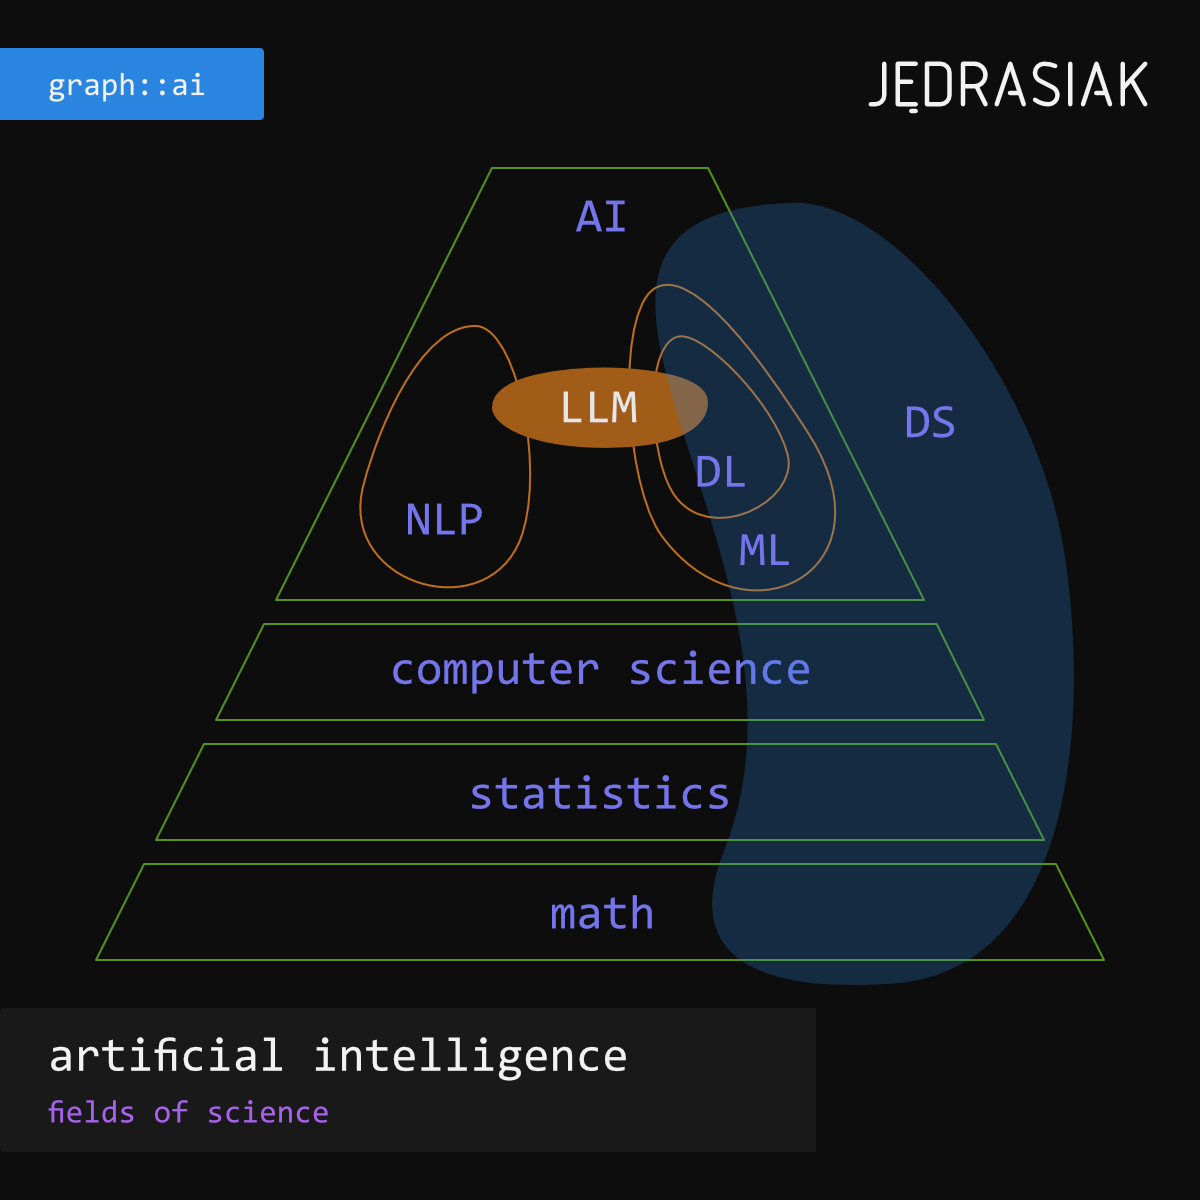 graph::ai
JĘDRASIAK
AI
LLM
DS
DL
NLP
ML
computer science
statistics
math
artificial intelligence
fields of science